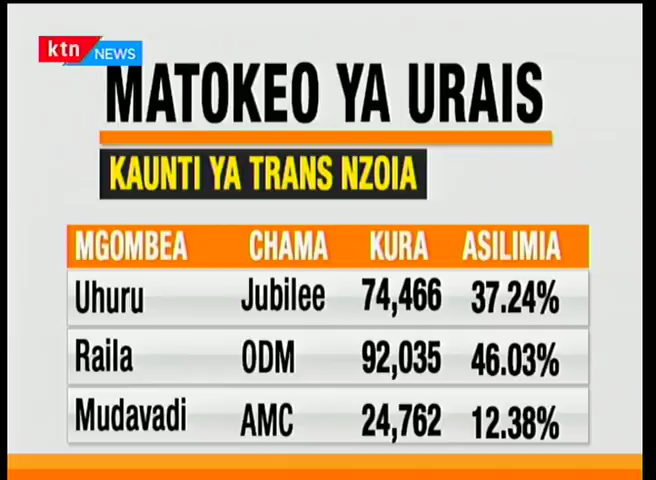 ktn NEWS
MATOKEO YA URAIS
KAUNTI YA TRANS NZOIA
MGOMBEA CHAMA KURA ASILIMIA
Uhuru Jubilee 74,466 37.24%
Raila ODM 92,035 46.03%
Mudavadi AMC 24,762 12.38%